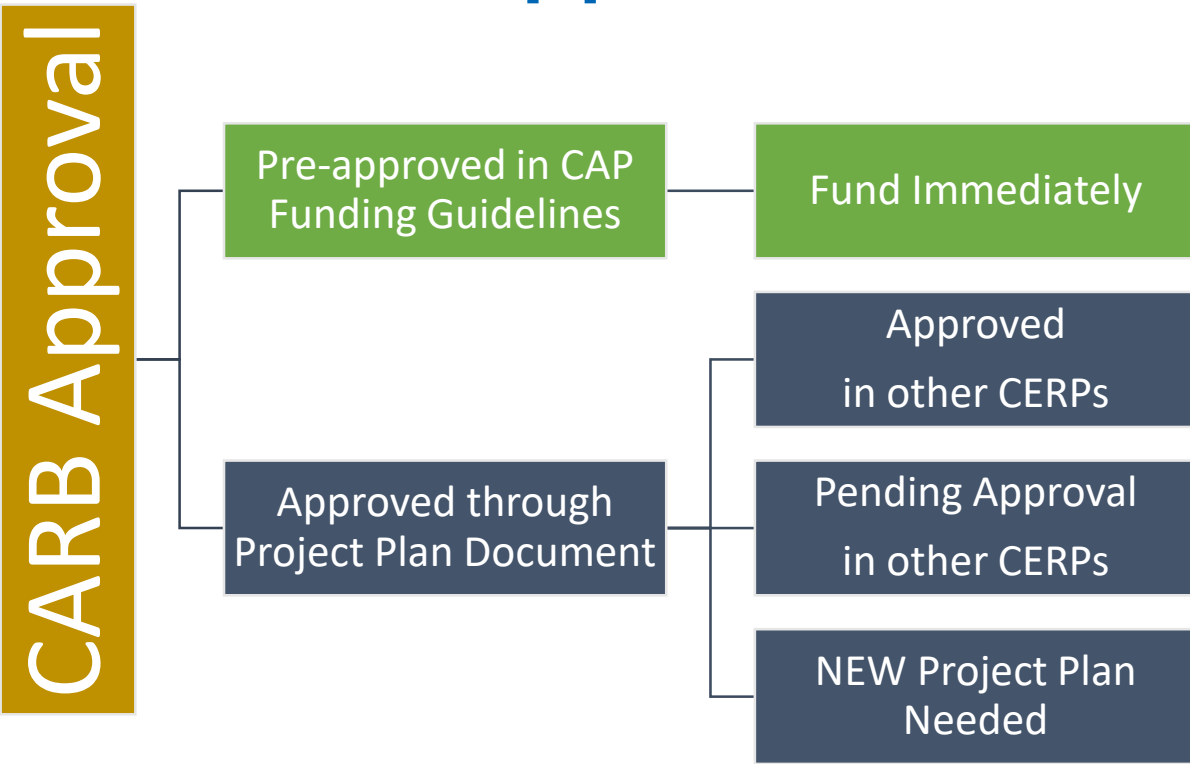 CARB Approval
Pre-approved in CAP
Funding Guidelines
Fund Immediately
Approved
in other CERPs
Approved through
Project Plan Document
Pending Approval
in other CERPs
NEW Project Plan
Needed